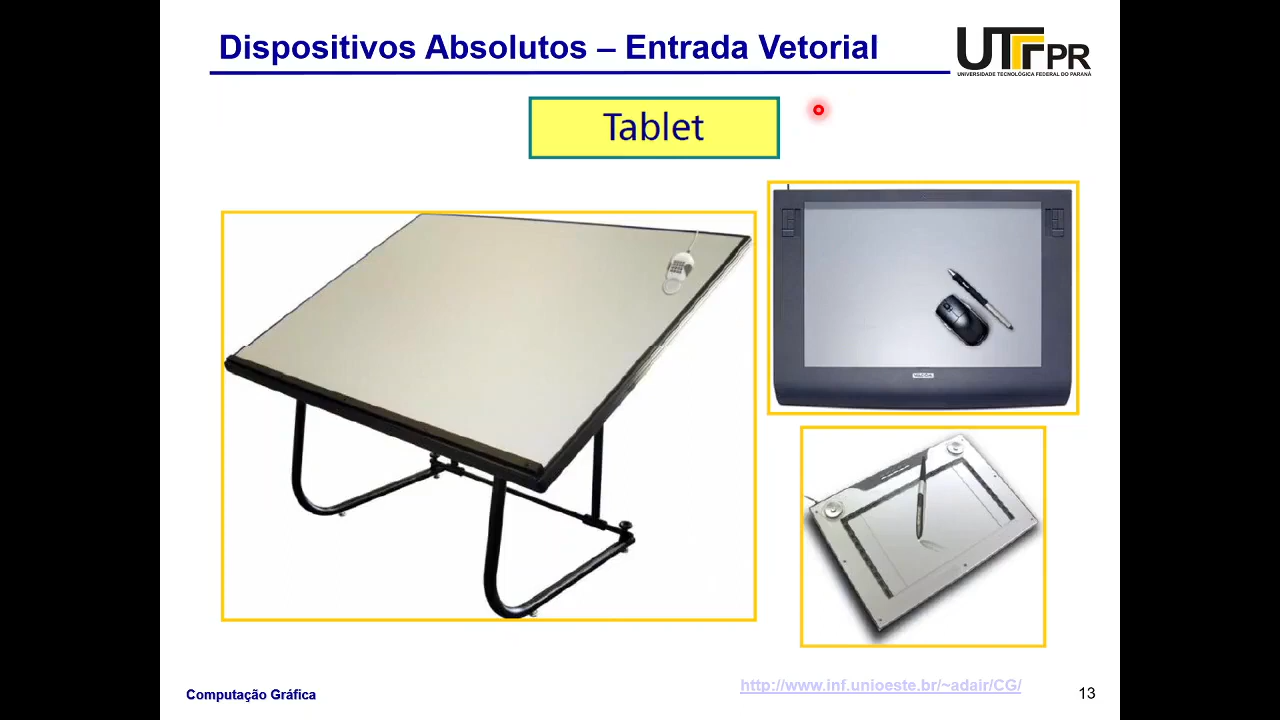 Dispositivos Absolutos – Entrada Vetorial
UTFPR
UNIVERSIDADE TECNOLÓGICA FEDERAL DO PARANÁ
Tablet
WACOM
Computação Gráfica
http://www.inf.unioeste.br/~adair/CG/
13